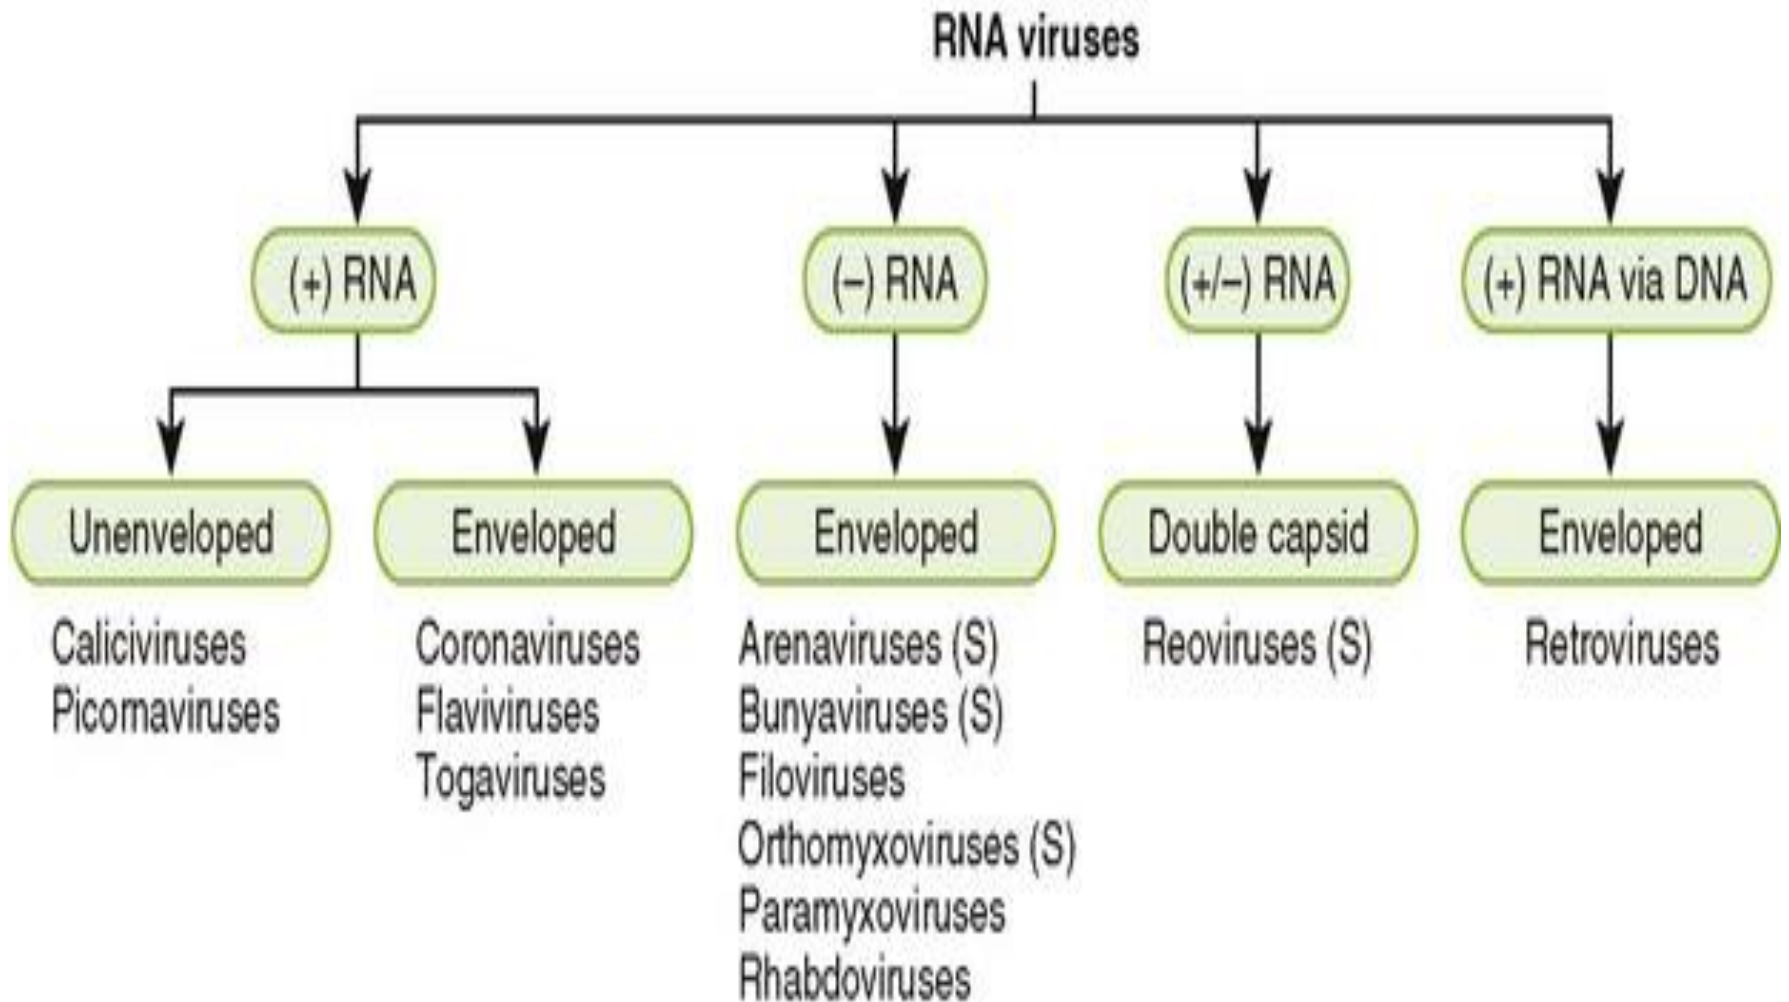 RNA viruses
(+) RNA
(–) RNA
(+/–) RNA
(+) RNA via DNA
Unenveloped
Enveloped
Enveloped
Double capsid
Enveloped
Caliciviruses
Picornaviruses
Coronaviruses
Flaviviruses
Togaviruses
Arenaviruses (S)
Bunyaviruses (S)
Filoviruses
Orthomyxoviruses (S)
Paramyxoviruses
Rhabdoviruses
Reoviruses (S)
Retroviruses